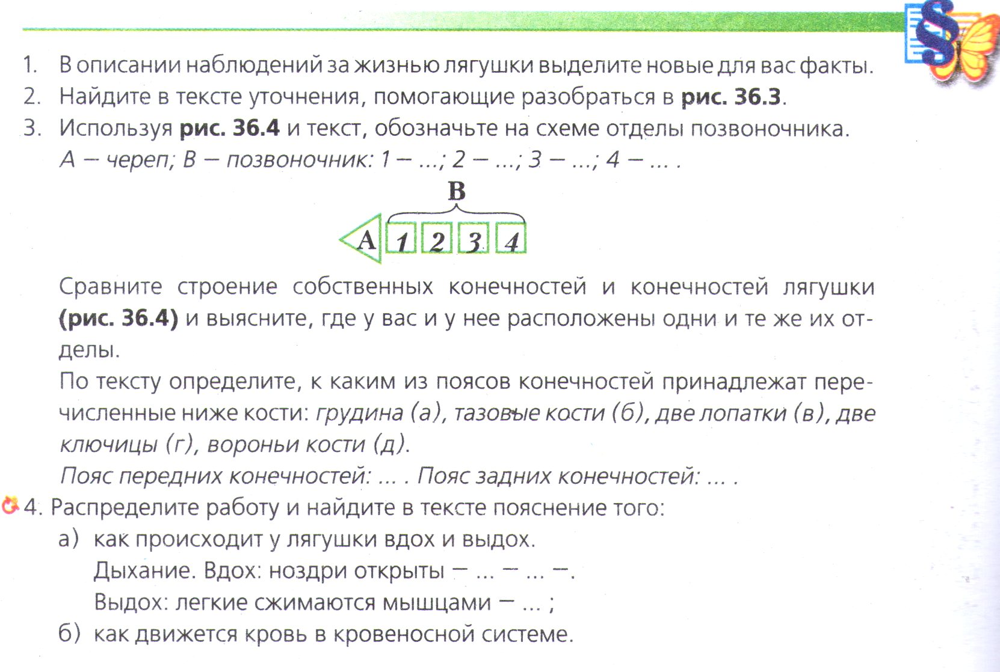 §
1. В описании наблюдений за жизнью лягушки выделите новые для вас факты.
2. Найдите в тексте уточнения, помогающие разобраться в рис. 36.3.
3. Используя рис. 36.4 и текст, обозначьте на схеме отделы позвоночника.
А – череп; В – позвоночник: 1 – ...; 2 – ...; 3 – ...; 4 – ... .
В
А 1 2 3 4
Сравните строение собственных конечностей и конечностей лягушки
(рис. 36.4) и выясните, где у вас и у нее расположены одни и те же их от-
делы.
По тексту определите, к каким из поясов конечностей принадлежат пере-
численные ниже кости: грудина (а), тазовые кости (б), две лопатки (в), две
ключицы (г), вороньи кости (д).
Пояс передних конечностей: ... . Пояс задних конечностей: ... .
4. Распределите работу и найдите в тексте пояснение того:
а) как происходит у лягушки вдох и выдох.
Дыхание. Вдох: ноздри открыты – ... – ... –.
Выдох: легкие сжимаются мышцами – ... ;
б) как движется кровь в кровеносной системе.